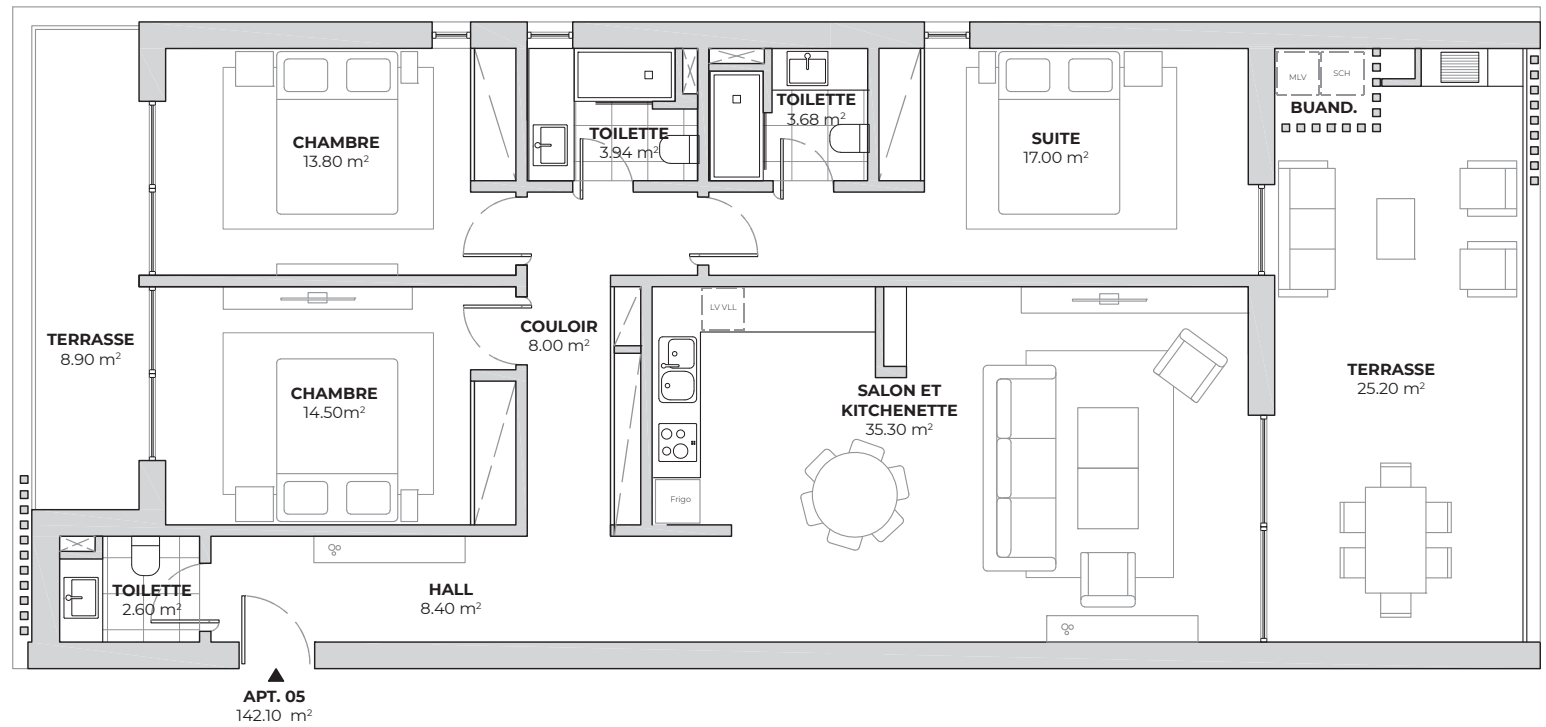 MLV
SCH
BUAND.
TOILETTE
3.68 m²
TOILETTE
3.94 m²
CHAMBRE
13.80 m²
SUITE
17.00 m²
LV VLL
COULOIR
8.00 m²
TERRASSE
8.90 m²
CHAMBRE
14.50m²
SALON ET
KITCHENETTE
35.30 m²
TERRASSE
25.20 m²
Frigo
TOILETTE
2.60 m²
HALL
8.40 m²
APT. 05
142.10 m²